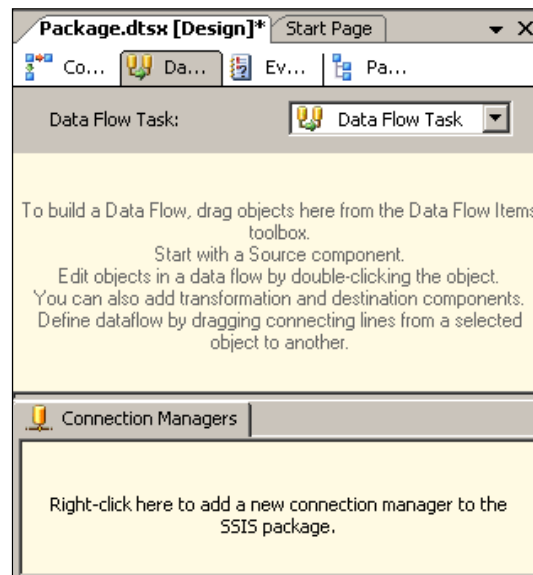 Package.dtsx [Design]* Start Page
Co... Da... Ev... Pa...
Data Flow Task: Data Flow Task
To build a Data Flow, drag objects here from the Data Flow Items
toolbox.
Start with a Source component.
Edit objects in a data flow by double-clicking the object.
You can also add transformation and destination components.
Define dataflow by dragging connecting lines from a selected
object to another.
Connection Managers
Right-click here to add a new connection manager to the
SSIS package.